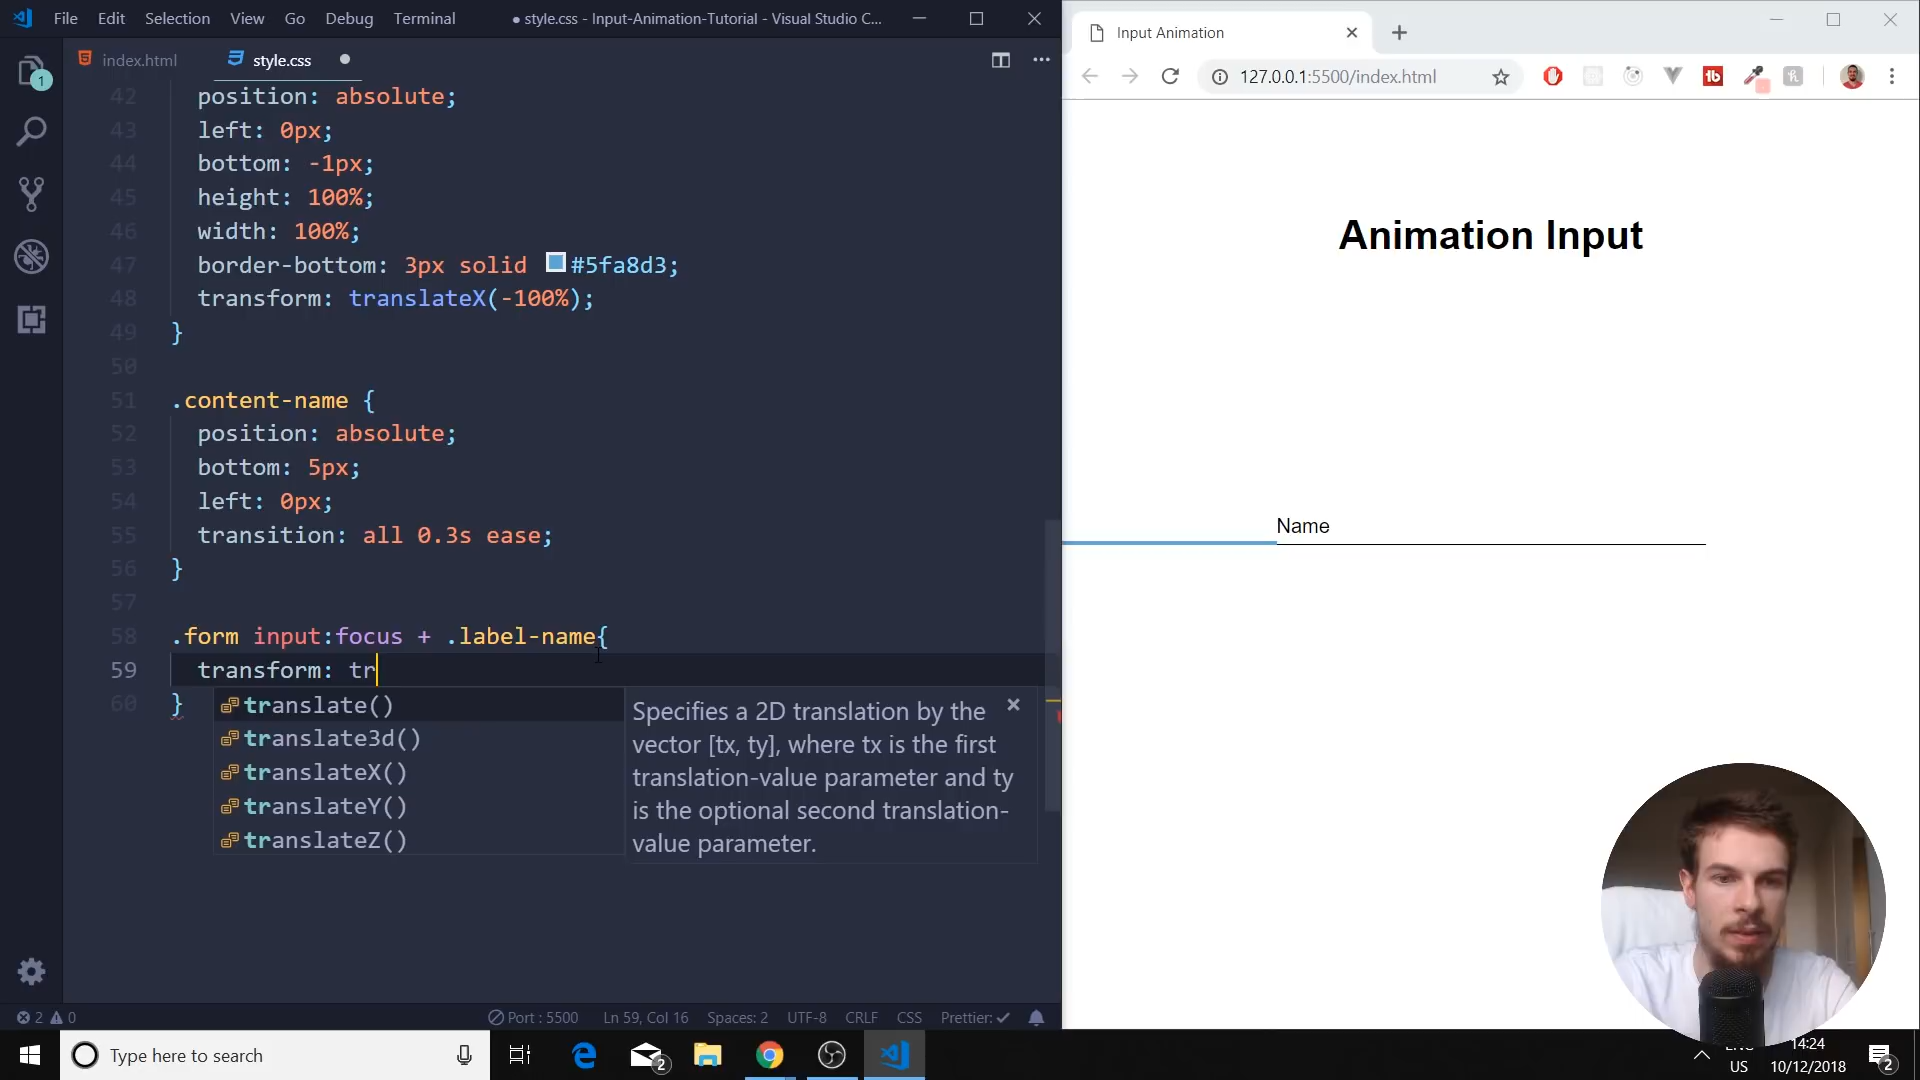 File Edit Selection View Go Debug Terminal ● style.css - Input-Animation-Tutorial - Visual Studio C...
index.html style.css
42 position: absolute;
43 left: 0px;
44 bottom: -1px;
45 height: 100%;
46 width: 100%;
47 border-bottom: 3px solid #5fa8d3;
48 transform: translateX(-100%);
49 }
50
51 .content-name {
52 position: absolute;
53 bottom: 5px;
54 left: 0px;
55 transition: all 0.3s ease;
56 }
57
58 .form input:focus + .label-name{
59 transform: tr
60 }
translate()
translate3d()
translateX()
translateY()
translateZ()
Specifies a 2D translation by the
vector [tx, ty], where tx is the first
translation-value parameter and ty
is the optional second translation-
value parameter.
1
2 0 Port : 5500 Ln 59, Col 16 Spaces: 2 UTF-8 CRLF CSS Prettier: ✓
Input Animation
127.0.0.1:5500/index.html
Animation Input
Name
Type here to search
2
ENG
US
14:24
10/12/2018
2